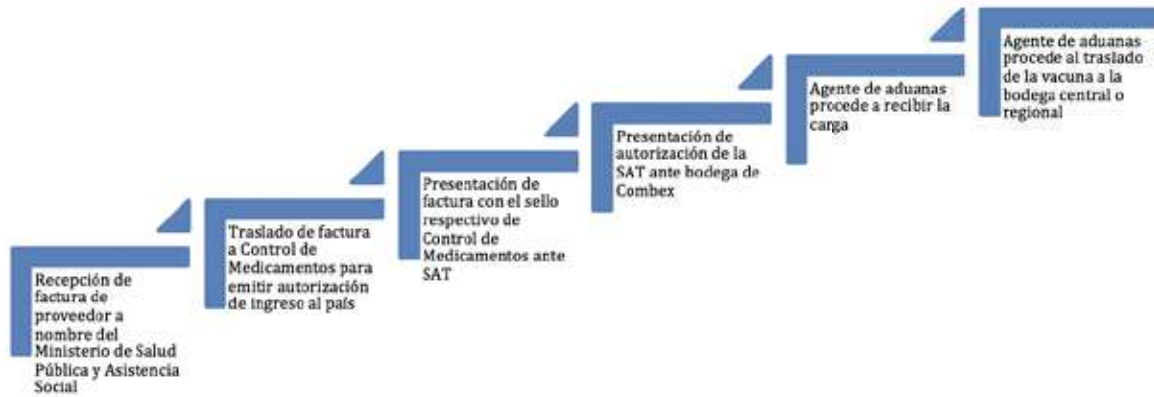 Recepción de
factura de
proveedor a
nombre del
Ministerio de Salud
Pública y Asistencia
Social
Traslado de factura
a Control de
Medicamentos para
emitir autorización
de ingreso al país
Presentación de
factura con el sello
respectivo de
Control de
Medicamentos ante
SAT
Presentación de
autorización de la
SAT ante bodega de
Combex
Agente de aduanas
procede a recibir la
carga
Agente de aduanas
procede al traslado
de la vacuna a la
bodega central o
regional